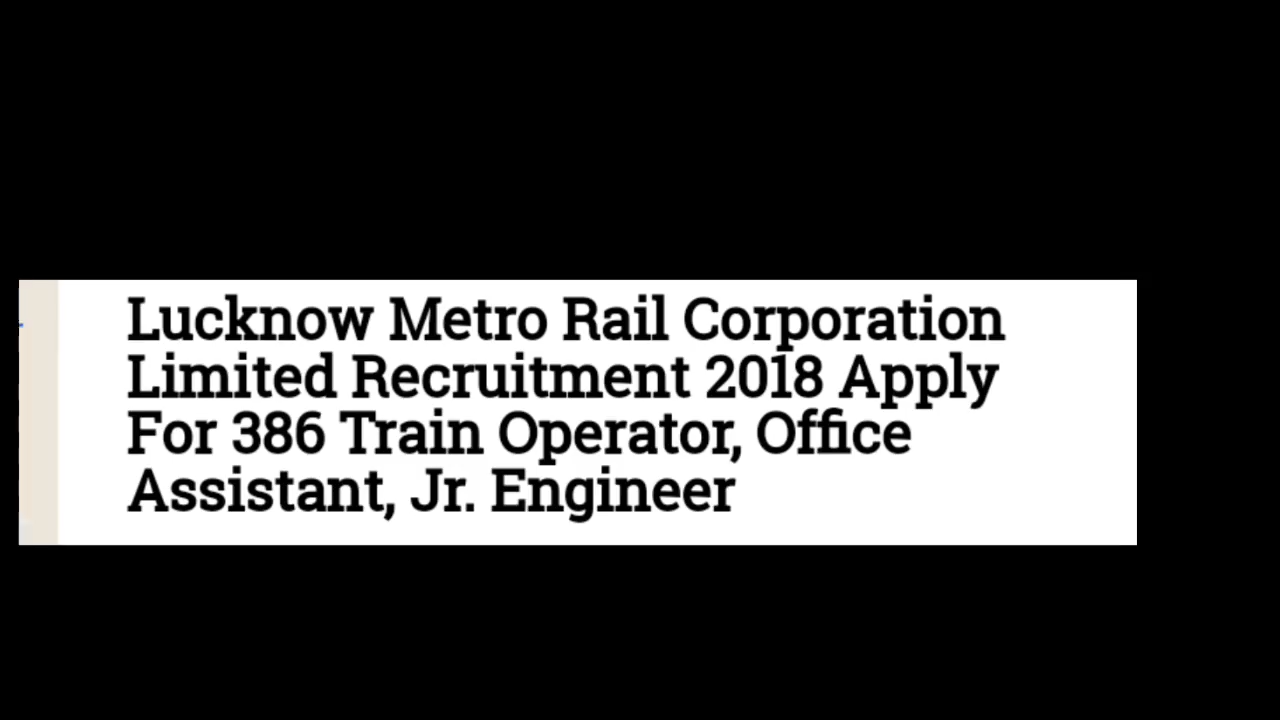 Lucknow Metro Rail Corporation
Limited Recruitment 2018 Apply
For 386 Train Operator, Office
Assistant, Jr. Engineer